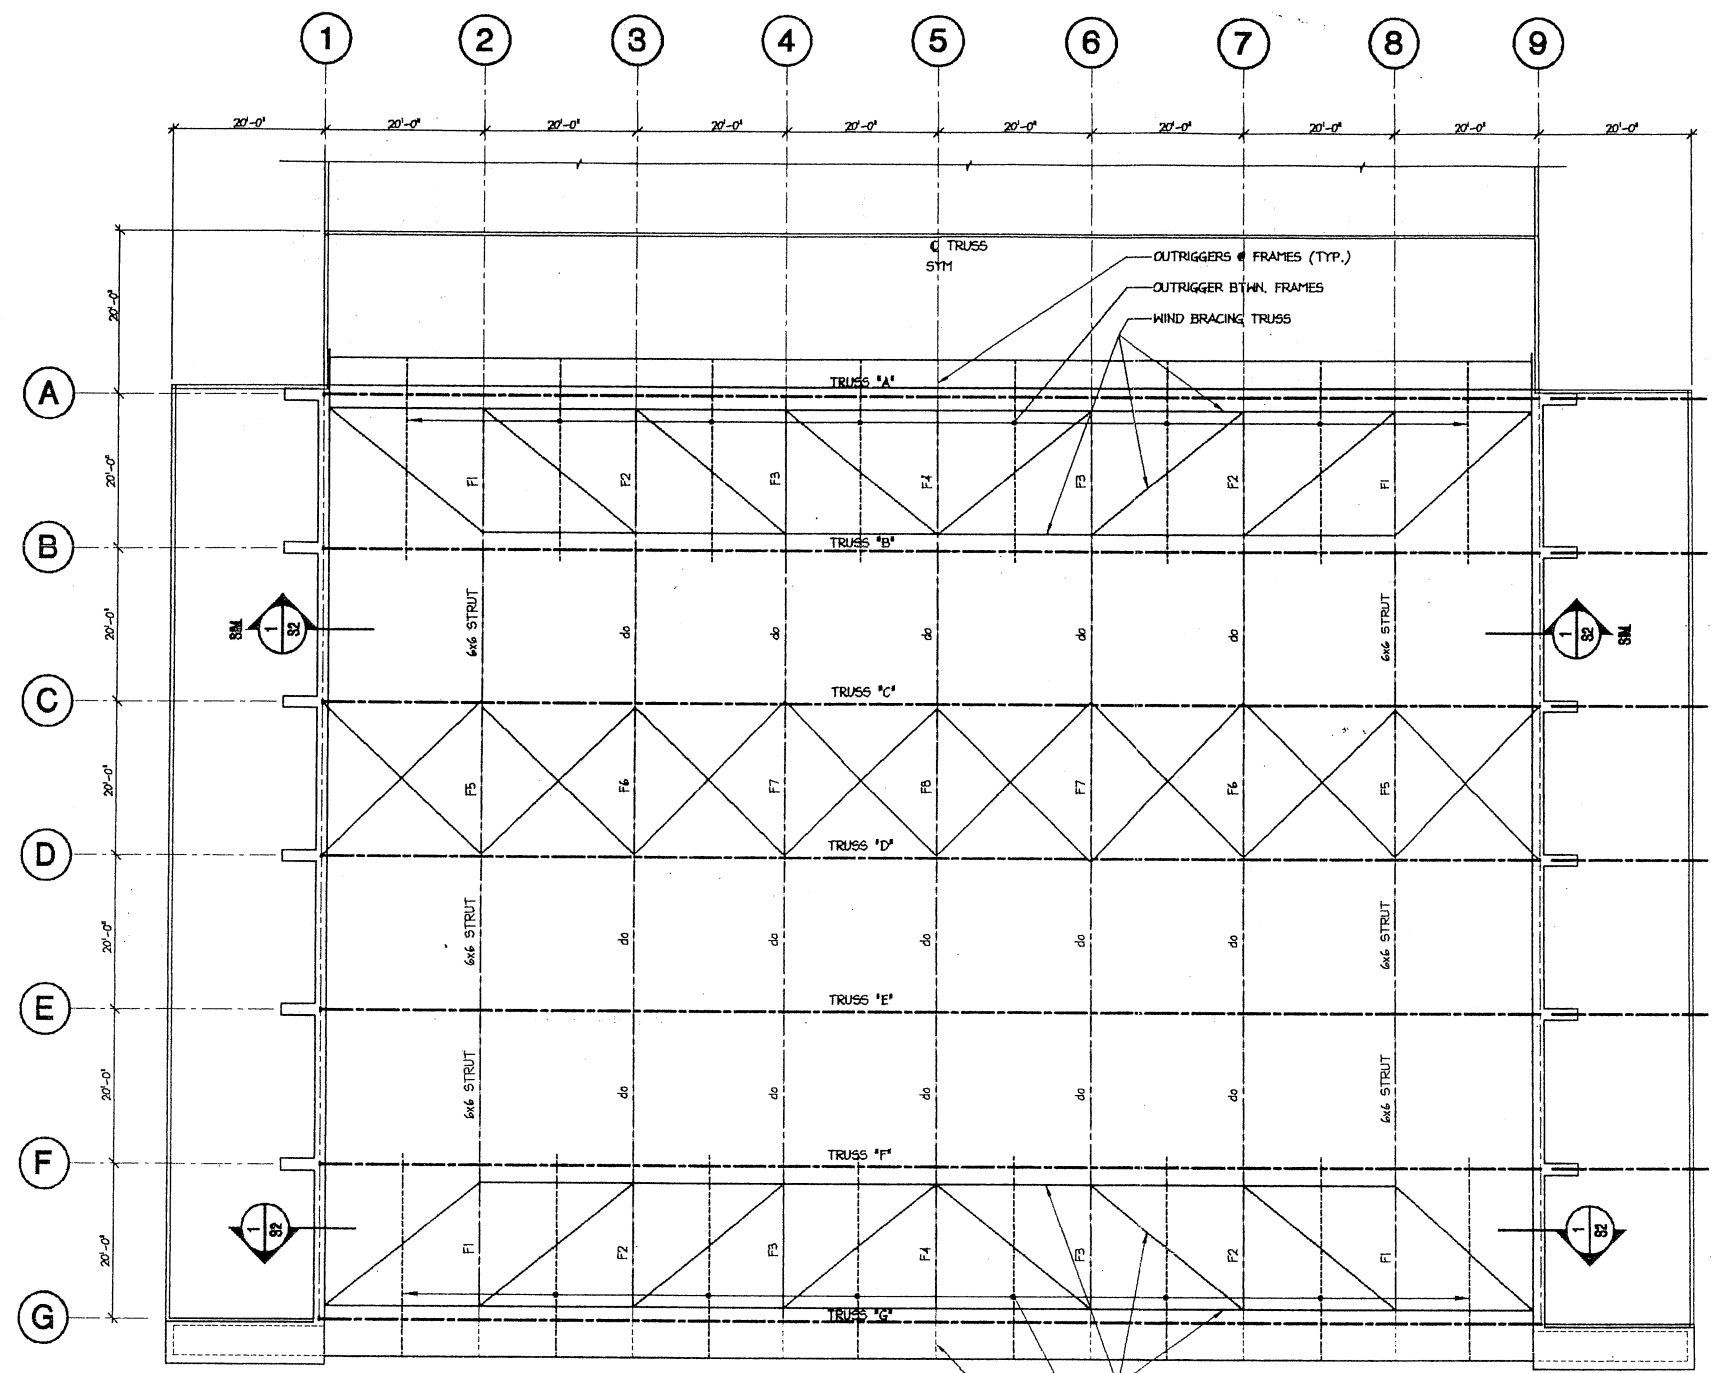 1 2 3 4 5 6 7 8 9
20'-0" 20'-0" 20'-0" 20'-0" 20'-0" 20'-0" 20'-0" 20'-0" 20'-0" 20'-0"
℄ TRUSS
SYM
OUTRIGGERS @ FRAMES (TYP.)
OUTRIGGER BTWN. FRAMES
WIND BRACING TRUSS
20'-0"
A
TRUSS "A"
20'-0"
F1 F2 F3 F4 F3 F2 F1
B
TRUSS "B"
20'-0"
SIM.
1
S2
6x6 STRUT do do do do do 6x6 STRUT
1
S2
SIM.
C
TRUSS "C"
20'-0"
F5 F6 F7 F8 F7 F6 F5
D
TRUSS "D"
20'-0"
6x6 STRUT do do do do do 6x6 STRUT
E
TRUSS "E"
20'-0"
6x6 STRUT do do do do do 6x6 STRUT
F
TRUSS "F"
20'-0"
1
S2
F1 F2 F3 F4 F3 F2 F1
1
S2
G
TRUSS "G"